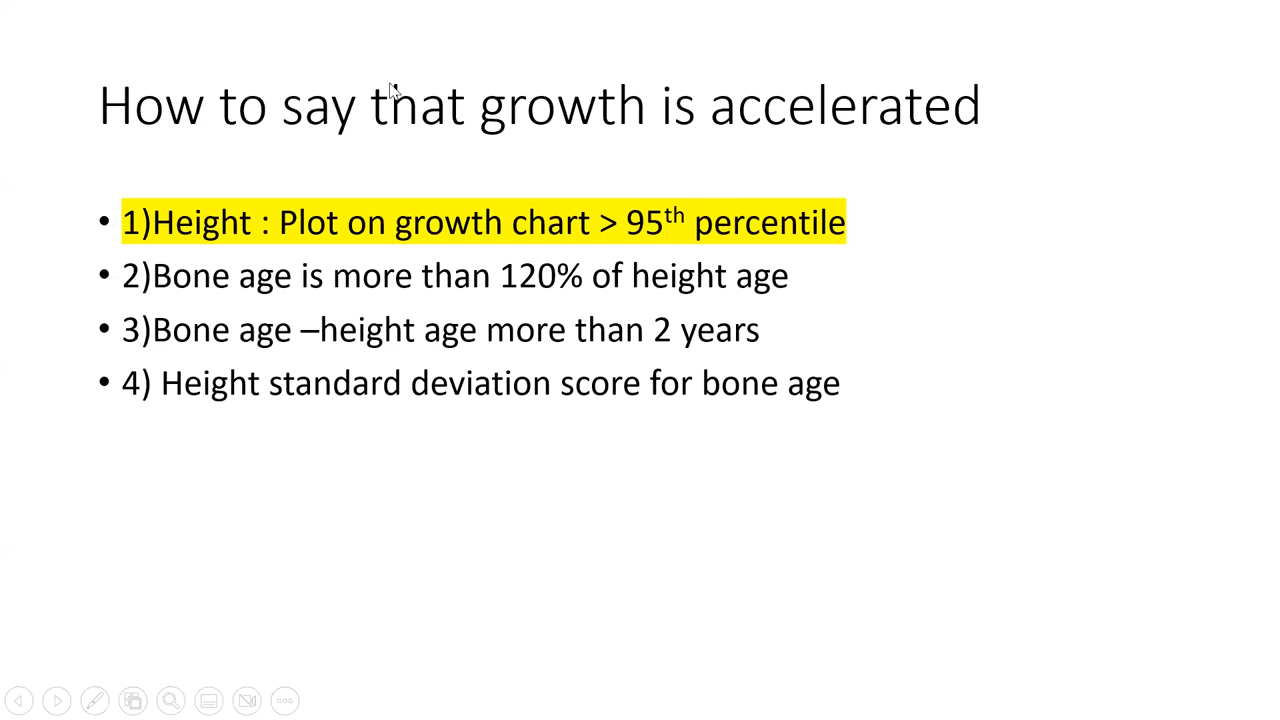 How to say that growth is accelerated
• 1)Height : Plot on growth chart > 95th percentile
• 2)Bone age is more than 120% of height age
• 3)Bone age –height age more than 2 years
• 4) Height standard deviation score for bone age